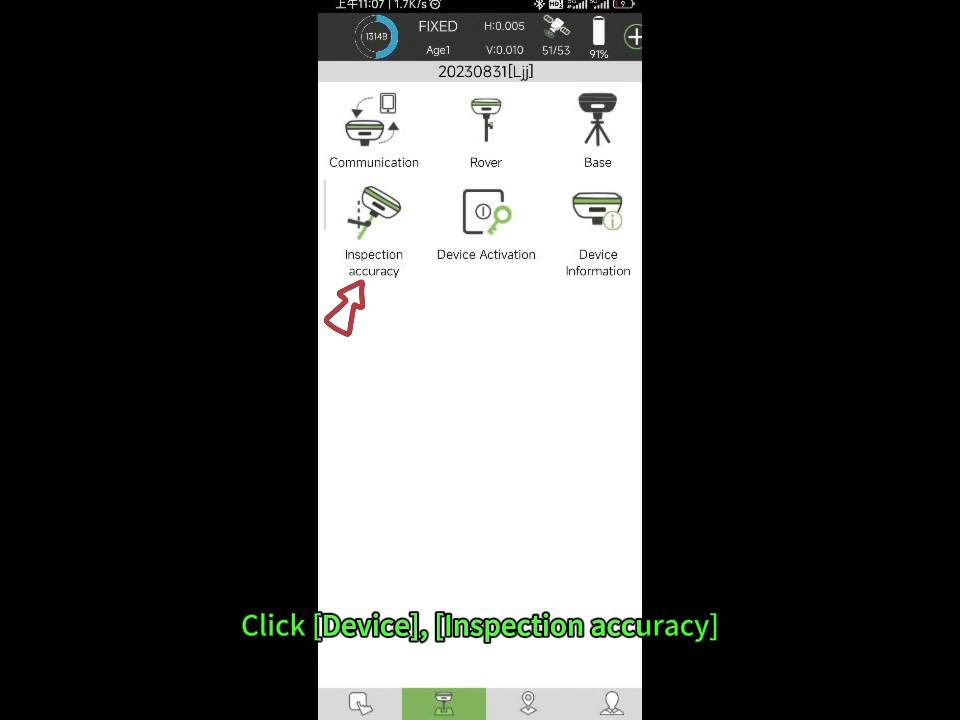 上午11:07 | 1.7K/s
FIXED H:0.005
1314B
Age1 V:0.010 51/53 91%
20230831[Ljj]
Communication Rover Base
Inspection accuracy Device Activation Device Information
Click [Device], [Inspection accuracy]